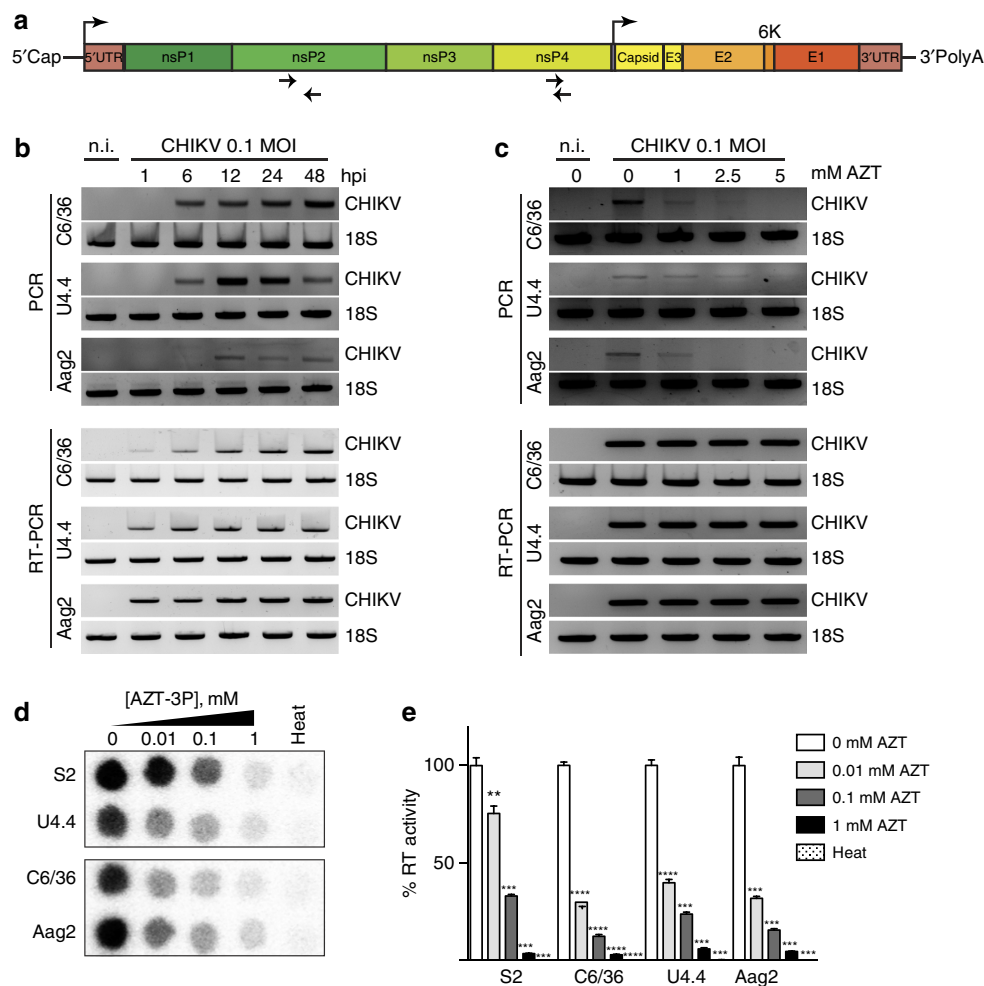 a
6K
5′Cap 5′UTR nsP1 nsP2 nsP3 nsP4 Capsid E3 E2 E1 3′UTR 3′PolyA
b
n.i. CHIKV 0.1 MOI
1 6 12 24 48 hpi
PCR
C6/36
CHIKV
18S
U4.4
CHIKV
18S
Aag2
CHIKV
18S
RT-PCR
C6/36
CHIKV
18S
U4.4
CHIKV
18S
Aag2
CHIKV
18S
c
n.i. CHIKV 0.1 MOI
0 0 1 2.5 5 mM AZT
PCR
C6/36
CHIKV
18S
U4.4
CHIKV
18S
Aag2
CHIKV
18S
RT-PCR
C6/36
CHIKV
18S
U4.4
CHIKV
18S
Aag2
CHIKV
18S
d
[AZT-3P], mM
0 0.01 0.1 1 Heat
S2
U4.4
C6/36
Aag2
e
% RT activity
100
50
** *** *** ***
**** **** **** ****
**** *** *** ***
*** *** *** ***
S2 C6/36 U4.4 Aag2
0 mM AZT
0.01 mM AZT
0.1 mM AZT
1 mM AZT
Heat